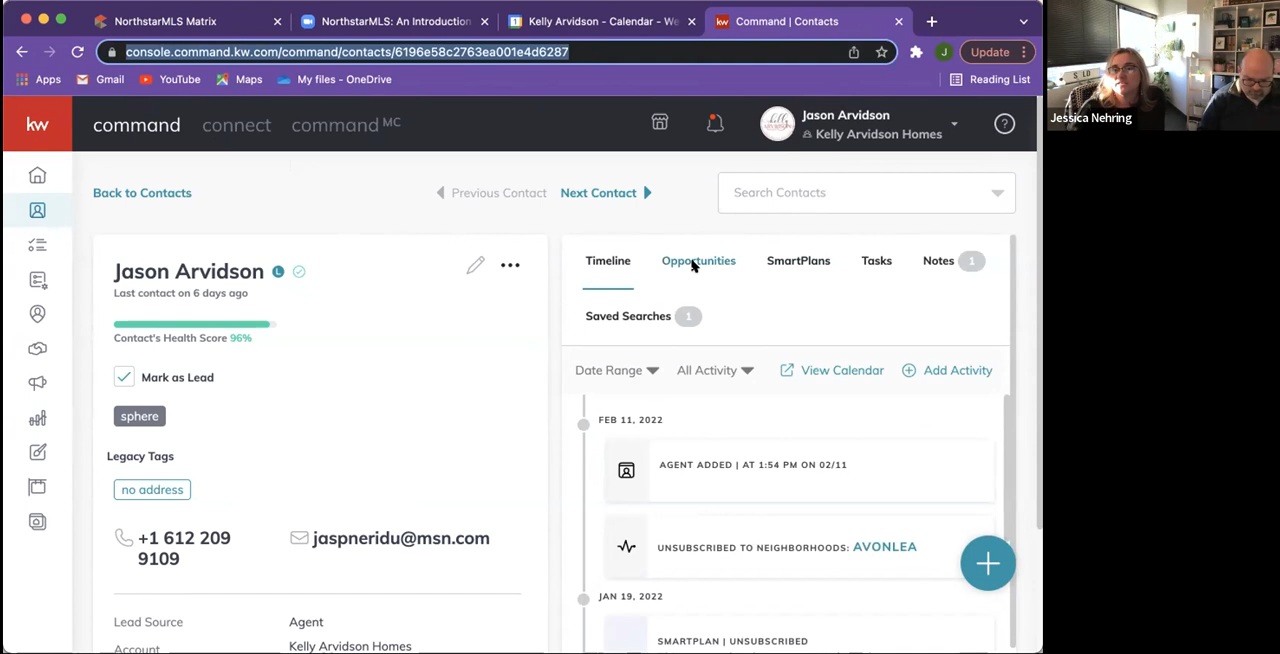 NorthstarMLS Matrix
NorthstarMLS: An Introduction
Kelly Arvidson - Calendar - We
Command | Contacts
console.command.kw.com/command/contacts/6196e58c2763ea001e4d6287
J
Update
Apps
Gmail
YouTube
Maps
My files - OneDrive
Reading List
kw
command
connect
command MC
Jason Arvidson
Kelly Arvidson Homes
Back to Contacts
Previous Contact
Next Contact
Search Contacts
Jason Arvidson L
Last contact on 6 days ago
Contact's Health Score 96%
Mark as Lead
sphere
Legacy Tags
no address
+1 612 209
9109
jaspneridu@msn.com
Lead Source
Agent
Account
Kelly Arvidson Homes
Timeline
Opportunities
SmartPlans
Tasks
Notes 1
Saved Searches 1
Date Range
All Activity
View Calendar
Add Activity
FEB 11, 2022
AGENT ADDED | AT 1:54 PM ON 02/11
UNSUBSCRIBED TO NEIGHBORHOODS: AVONLEA
JAN 19, 2022
SMARTPLAN | UNSUBSCRIBED
Jessica Nehring